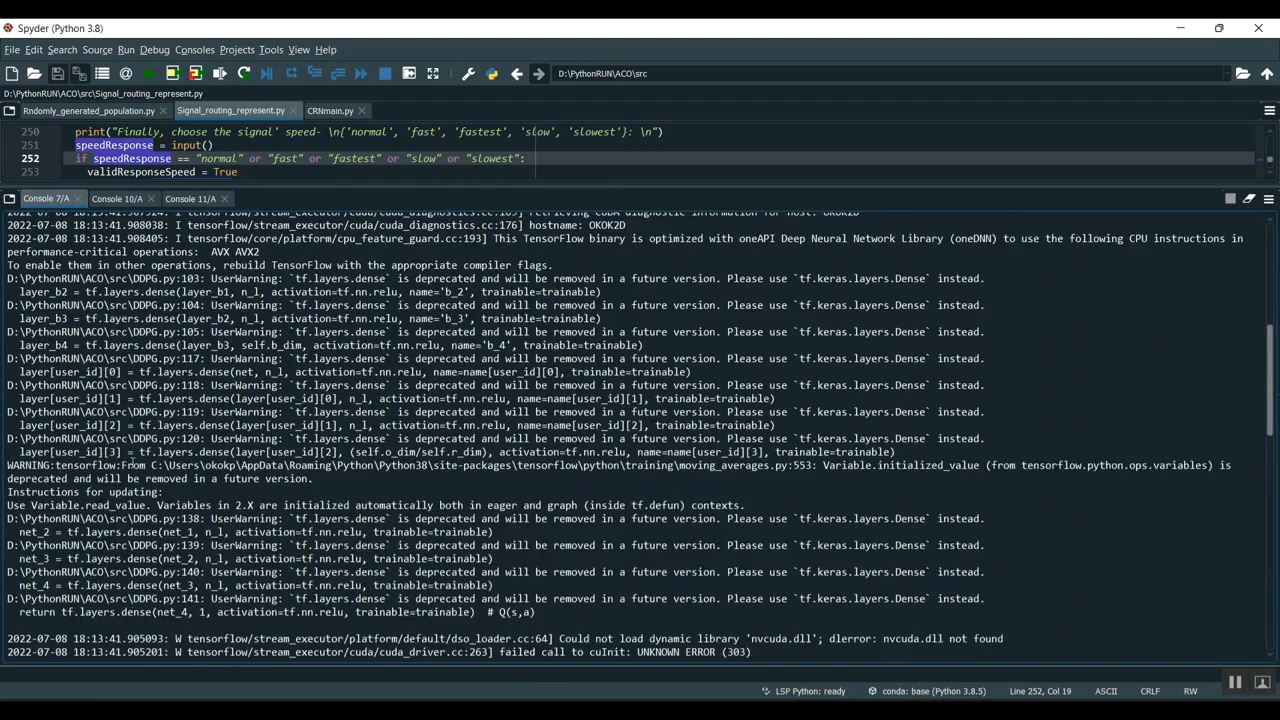 Spyder (Python 3.8)
File Edit Search Source Run Debug Consoles Projects Tools View Help
D:\PythonRUN\ACO\src
D:\PythonRUN\ACO\src\Signal_routing_represent.py
Rndomly_generated_population.py Signal_routing_represent.py CRNmain.py
250 print("Finally, choose the signal' speed- \n{'normal', 'fast', 'fastest', 'slow', 'slowest'}: \n")
251 speedResponse = input()
252 if speedResponse == "normal" or "fast" or "fastest" or "slow" or "slowest":
253 validResponseSpeed = True
Console 7/A Console 10/A Console 11/A
2022-07-08 18:13:41.907924: I tensorflow/stream_executor/cuda/cuda_diagnostics.cc:169] retrieving CUDA diagnostic information for host: OKOK2D
2022-07-08 18:13:41.908038: I tensorflow/stream_executor/cuda/cuda_diagnostics.cc:176] hostname: OKOK2D
2022-07-08 18:13:41.908405: I tensorflow/core/platform/cpu_feature_guard.cc:193] This TensorFlow binary is optimized with oneAPI Deep Neural Network Library (oneDNN) to use the following CPU instructions in
performance-critical operations:  AVX AVX2
To enable them in other operations, rebuild TensorFlow with the appropriate compiler flags.
D:\PythonRUN\ACO\src\DDPG.py:103: UserWarning: `tf.layers.dense` is deprecated and will be removed in a future version. Please use `tf.keras.layers.Dense` instead.
layer_b2 = tf.layers.dense(layer_b1, n_l, activation=tf.nn.relu, name='b_2', trainable=trainable)
D:\PythonRUN\ACO\src\DDPG.py:104: UserWarning: `tf.layers.dense` is deprecated and will be removed in a future version. Please use `tf.keras.layers.Dense` instead.
layer_b3 = tf.layers.dense(layer_b2, n_l, activation=tf.nn.relu, name='b_3', trainable=trainable)
D:\PythonRUN\ACO\src\DDPG.py:105: UserWarning: `tf.layers.dense` is deprecated and will be removed in a future version. Please use `tf.keras.layers.Dense` instead.
layer_b4 = tf.layers.dense(layer_b3, self.b_dim, activation=tf.nn.relu, name='b_4', trainable=trainable)
D:\PythonRUN\ACO\src\DDPG.py:117: UserWarning: `tf.layers.dense` is deprecated and will be removed in a future version. Please use `tf.keras.layers.Dense` instead.
layer[user_id][0] = tf.layers.dense(net, n_l, activation=tf.nn.relu, name=name[user_id][0], trainable=trainable)
D:\PythonRUN\ACO\src\DDPG.py:118: UserWarning: `tf.layers.dense` is deprecated and will be removed in a future version. Please use `tf.keras.layers.Dense` instead.
layer[user_id][1] = tf.layers.dense(layer[user_id][0], n_l, activation=tf.nn.relu, name=name[user_id][1], trainable=trainable)
D:\PythonRUN\ACO\src\DDPG.py:119: UserWarning: `tf.layers.dense` is deprecated and will be removed in a future version. Please use `tf.keras.layers.Dense` instead.
layer[user_id][2] = tf.layers.dense(layer[user_id][1], n_l, activation=tf.nn.relu, name=name[user_id][2], trainable=trainable)
D:\PythonRUN\ACO\src\DDPG.py:120: UserWarning: `tf.layers.dense` is deprecated and will be removed in a future version. Please use `tf.keras.layers.Dense` instead.
layer[user_id][3] = tf.layers.dense(layer[user_id][2], (self.o_dim/self.r_dim), activation=tf.nn.relu, name=name[user_id][3], trainable=trainable)
WARNING:tensorflow:From C:\Users\okokp\AppData\Roaming\Python\Python38\site-packages\tensorflow\python\training\moving_averages.py:553: Variable.initialized_value (from tensorflow.python.ops.variables) is
deprecated and will be removed in a future version.
Instructions for updating:
Use Variable.read_value. Variables in 2.X are initialized automatically both in eager and graph (inside tf.defun) contexts.
D:\PythonRUN\ACO\src\DDPG.py:138: UserWarning: `tf.layers.dense` is deprecated and will be removed in a future version. Please use `tf.keras.layers.Dense` instead.
net_2 = tf.layers.dense(net_1, n_l, activation=tf.nn.relu, trainable=trainable)
D:\PythonRUN\ACO\src\DDPG.py:139: UserWarning: `tf.layers.dense` is deprecated and will be removed in a future version. Please use `tf.keras.layers.Dense` instead.
net_3 = tf.layers.dense(net_2, n_l, activation=tf.nn.relu, trainable=trainable)
D:\PythonRUN\ACO\src\DDPG.py:140: UserWarning: `tf.layers.dense` is deprecated and will be removed in a future version. Please use `tf.keras.layers.Dense` instead.
net_4 = tf.layers.dense(net_3, n_l, activation=tf.nn.relu, trainable=trainable)
D:\PythonRUN\ACO\src\DDPG.py:141: UserWarning: `tf.layers.dense` is deprecated and will be removed in a future version. Please use `tf.keras.layers.Dense` instead.
return tf.layers.dense(net_4, 1, activation=tf.nn.relu, trainable=trainable)  # Q(s,a)
2022-07-08 18:13:41.905093: W tensorflow/stream_executor/platform/default/dso_loader.cc:64] Could not load dynamic library 'nvcuda.dll'; dlerror: nvcuda.dll not found
2022-07-08 18:13:41.905201: W tensorflow/stream_executor/cuda/cuda_driver.cc:263] failed call to cuInit: UNKNOWN ERROR (303)
LSP Python: ready conda: base (Python 3.8.5) Line 252, Col 19 ASCII CRLF RW